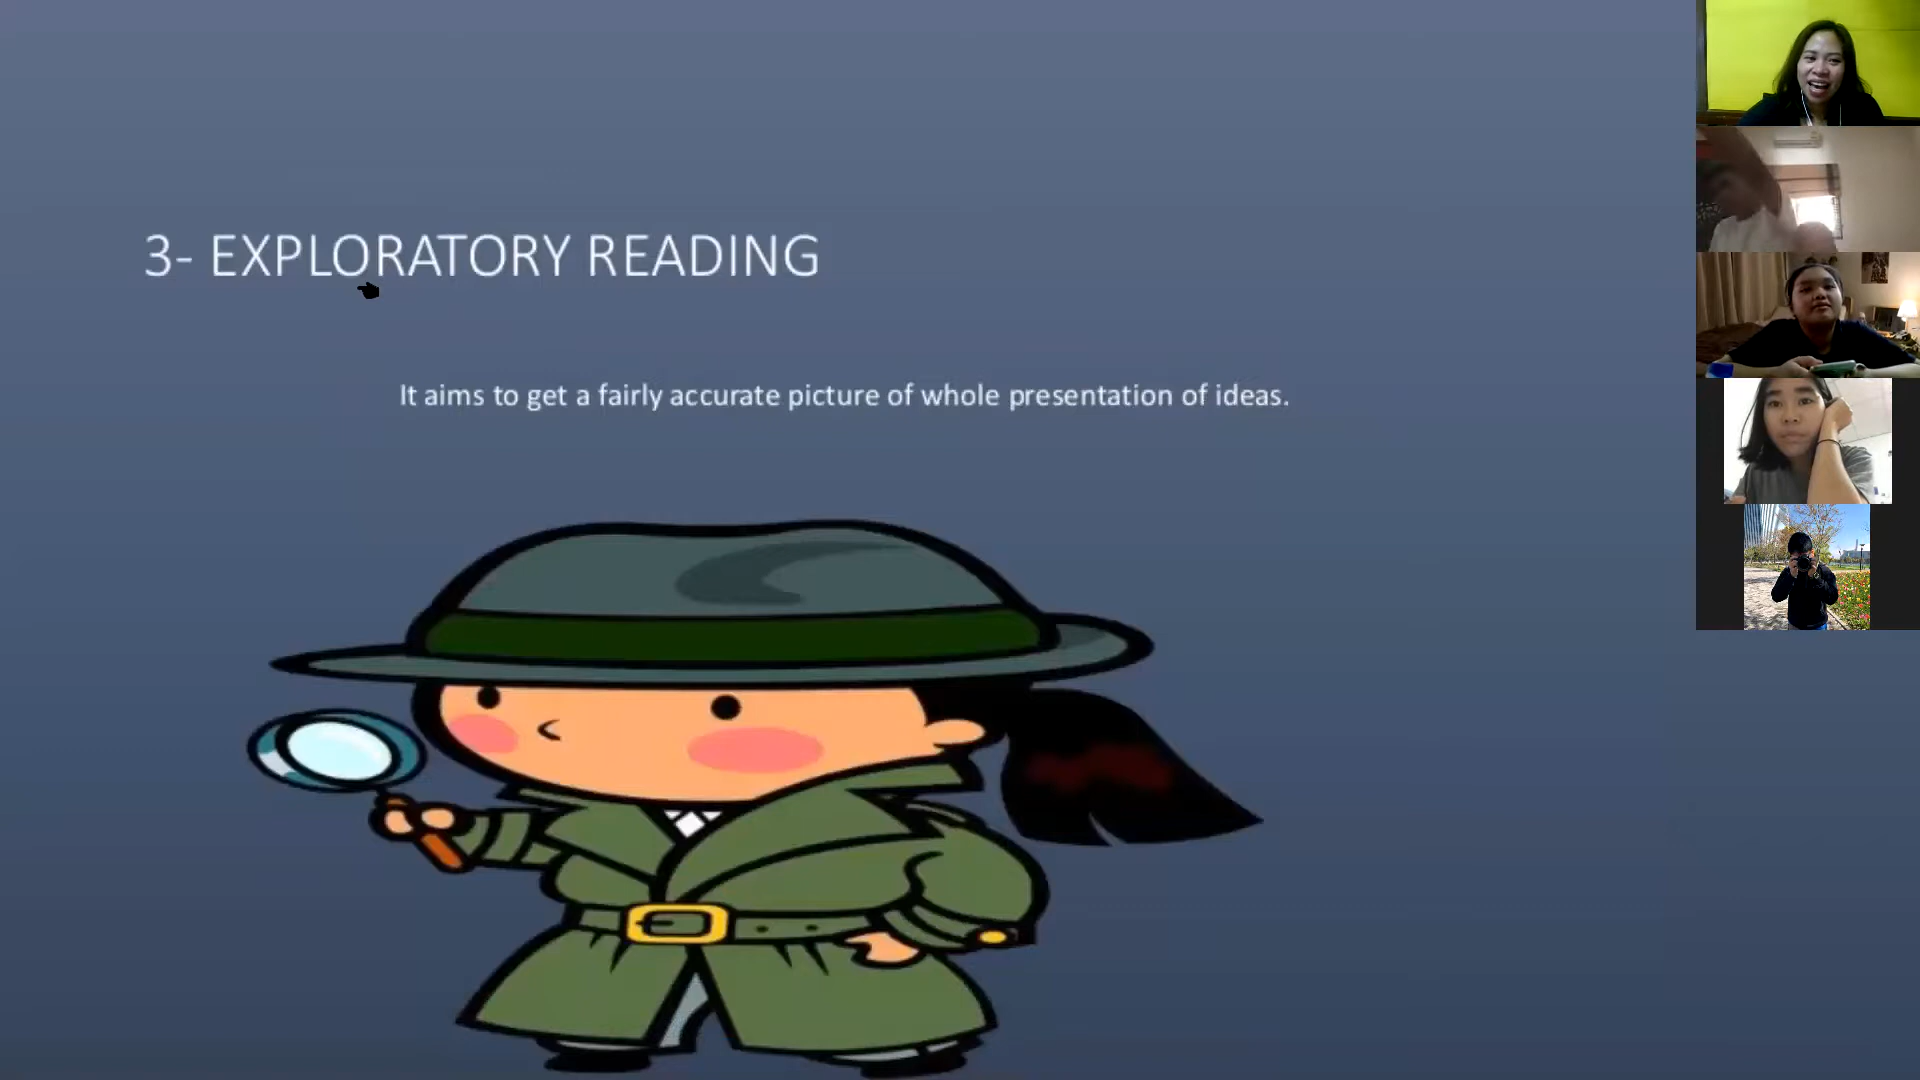 3- EXPLORATORY READING
It aims to get a fairly accurate picture of whole presentation of ideas.